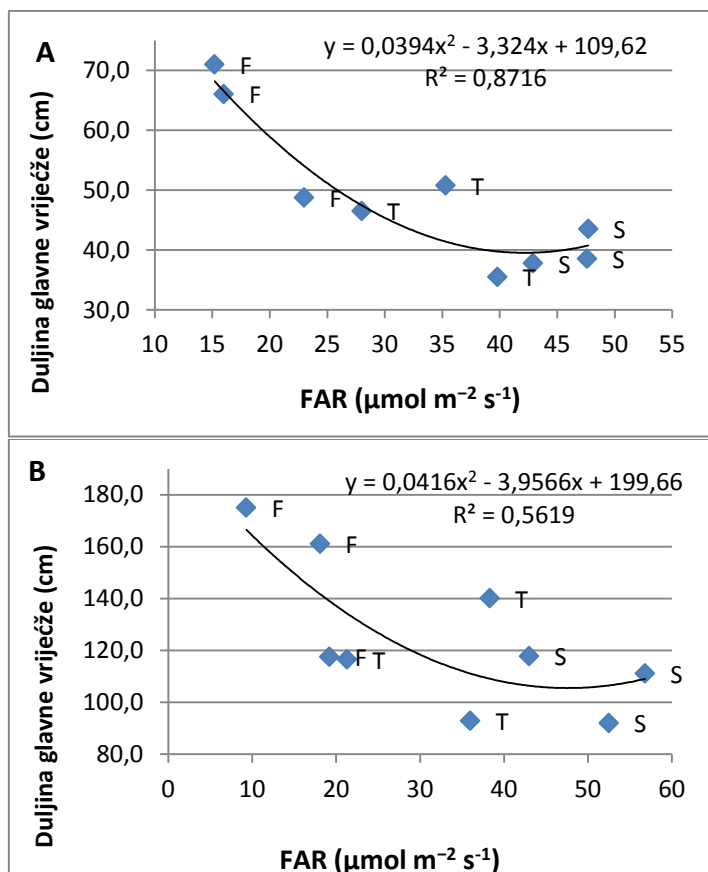 A
y = 0,0394x² - 3,324x + 109,62
R² = 0,8716
Duljina glavne vriјećže (cm)
70,0
60,0
50,0
40,0
30,0
F
F
F
T
T
T
S
S
S
10 15 20 25 30 35 40 45 50 55
FAR (µmol m⁻² s⁻¹)
B
y = 0,0416x² - 3,9566x + 199,66
R² = 0,5619
Duljina glavne vriјećže (cm)
180,0
160,0
140,0
120,0
100,0
80,0
F
F
F
T
T
T
S
S
S
0 10 20 30 40 50 60
FAR (µmol m⁻² s⁻¹)